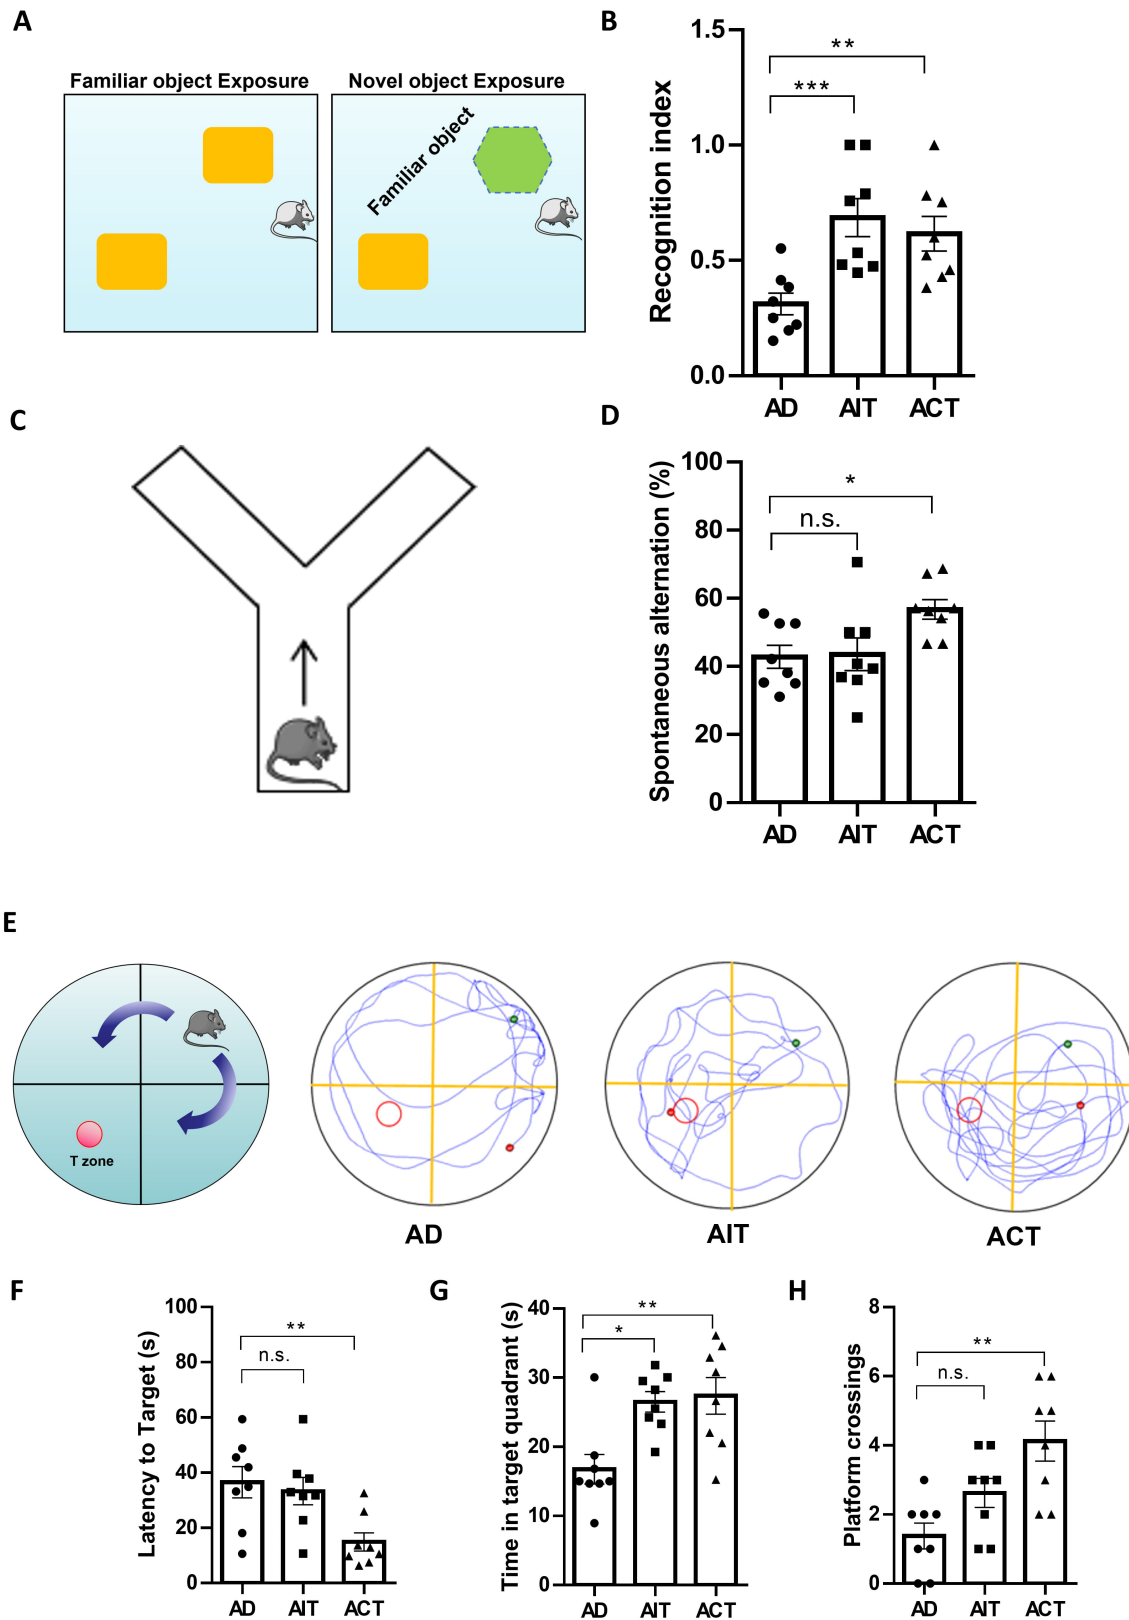 A
Familiar object Exposure
Novel object Exposure
Familiar object
B
Recognition index
1.5
1.0
0.5
0.0
**
***
AD AIT ACT
C
D
Spontaneous alternation (%)
100
80
60
40
20
0
*
n.s.
AD AIT ACT
E
T zone
AD
AIT
ACT
F
Latency to Target (s)
100
80
60
40
20
0
**
n.s.
AD AIT ACT
G
Time in target quadrant (s)
40
30
20
10
0
**
*
AD AIT ACT
H
Platform crossings
8
6
4
2
0
**
n.s.
AD AIT ACT